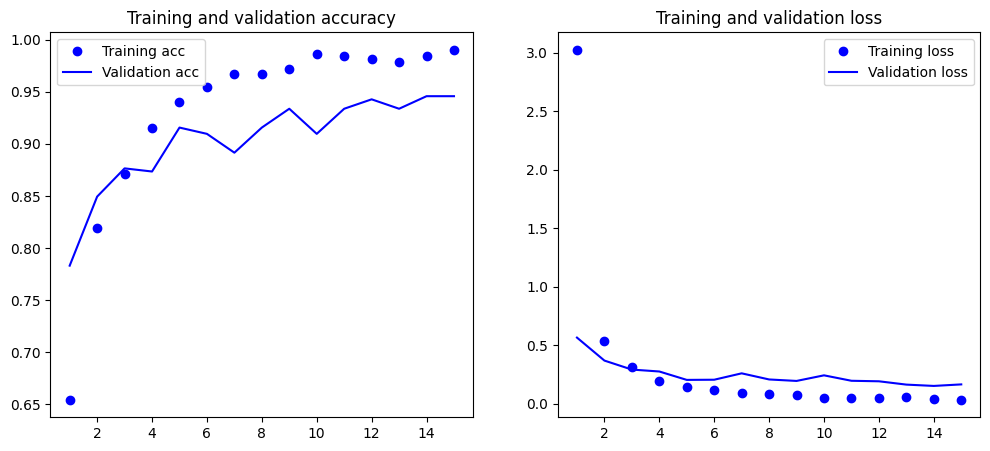 Training and validation accuracy
1.00
0.95
0.90
0.85
0.80
0.75
0.70
0.65
Training acc
Validation acc
2 4 6 8 10 12 14
Training and validation loss
3.0
2.5
2.0
1.5
1.0
0.5
0.0
Training loss
Validation loss
2 4 6 8 10 12 14